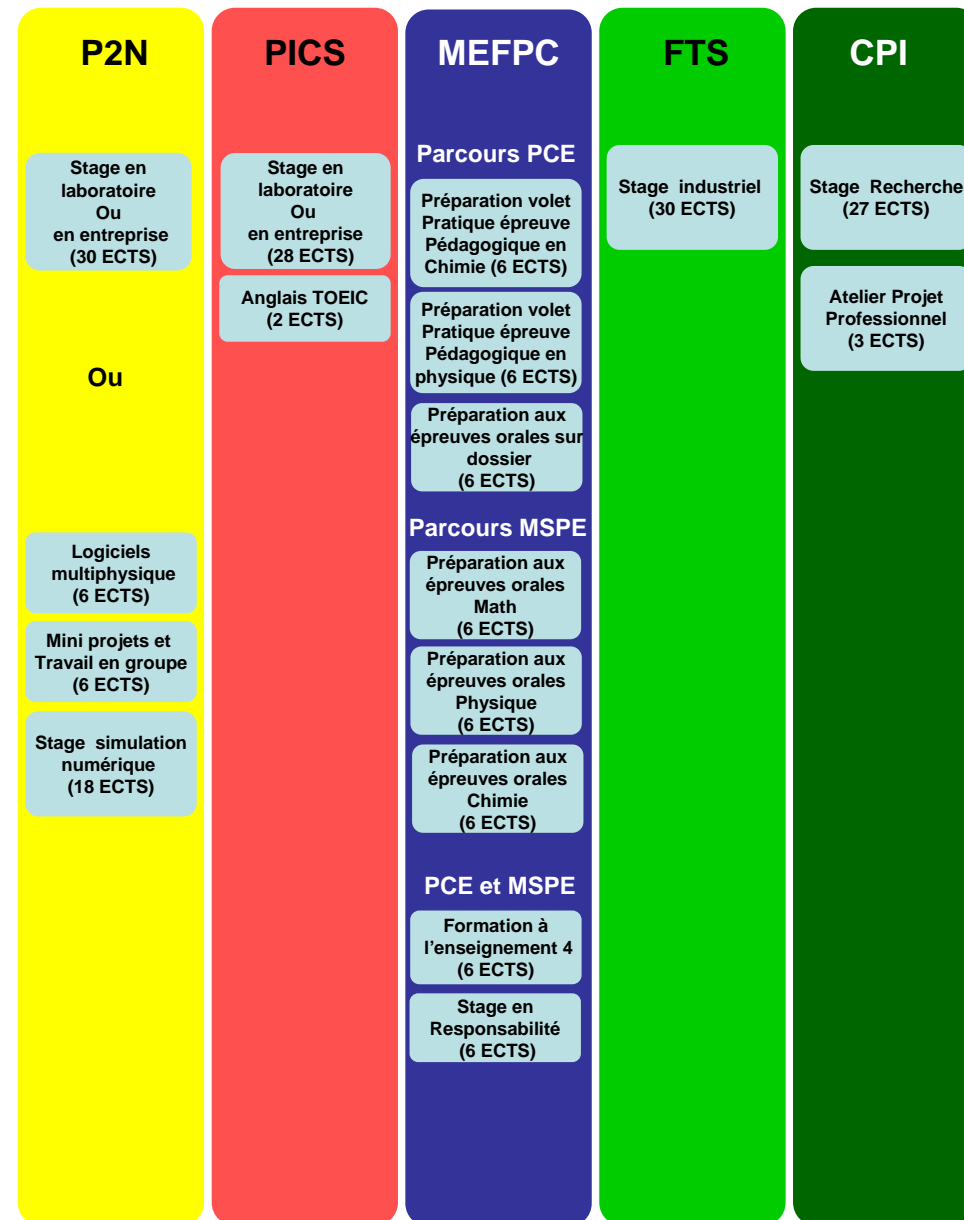 P2N
Stage en
laboratoire
Ou
en entreprise
(30 ECTS)
Ou
Logiciels
multiphysique
(6 ECTS)
Mini projets et
Travail en groupe
(6 ECTS)
Stage simulation
numérique
(18 ECTS)
PICS
Stage en
laboratoire
Ou
en entreprise
(28 ECTS)
Anglais TOEIC
(2 ECTS)
MEFPC
Parcours PCE
Préparation volet
Pratique épreuve
Pédagogique en
Chimie (6 ECTS)
Préparation volet
Pratique épreuve
Pédagogique en
physique (6 ECTS)
Préparation aux
épreuves orales sur
dossier
(6 ECTS)
Parcours MSPE
Préparation aux
épreuves orales
Math
(6 ECTS)
Préparation aux
épreuves orales
Physique
(6 ECTS)
Préparation aux
épreuves orales
Chimie
(6 ECTS)
PCE et MSPE
Formation à
l’enseignement 4
(6 ECTS)
Stage en
Responsabilité
(6 ECTS)
FTS
Stage industriel
(30 ECTS)
CPI
Stage Recherche
(27 ECTS)
Atelier Projet
Professionnel
(3 ECTS)